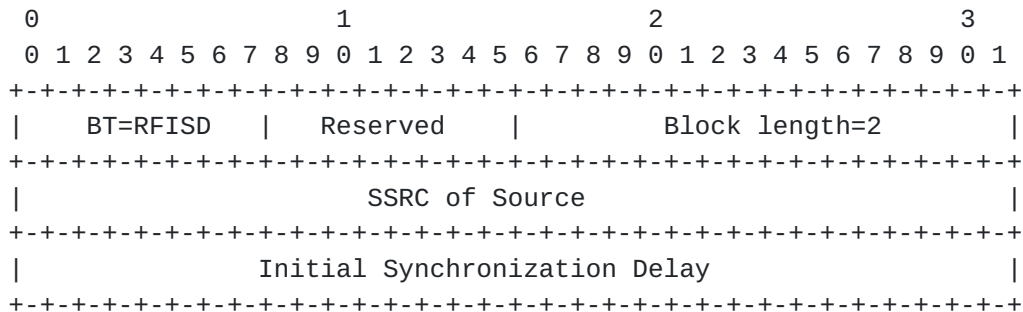 0                   1                   2                   3
 0 1 2 3 4 5 6 7 8 9 0 1 2 3 4 5 6 7 8 9 0 1 2 3 4 5 6 7 8 9 0 1
+-+-+-+-+-+-+-+-+-+-+-+-+-+-+-+-+-+-+-+-+-+-+-+-+-+-+-+-+-+-+-+-+
|    BT=RFISD   |   Reserved    |         Block length=2        |
+-+-+-+-+-+-+-+-+-+-+-+-+-+-+-+-+-+-+-+-+-+-+-+-+-+-+-+-+-+-+-+-+
|                      SSRC of Source                           |
+-+-+-+-+-+-+-+-+-+-+-+-+-+-+-+-+-+-+-+-+-+-+-+-+-+-+-+-+-+-+-+-+
|               Initial Synchronization Delay                   |
+-+-+-+-+-+-+-+-+-+-+-+-+-+-+-+-+-+-+-+-+-+-+-+-+-+-+-+-+-+-+-+-+